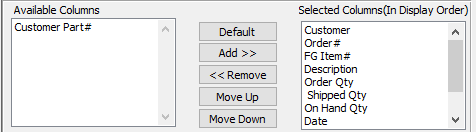 Available Columns
Customer Part#
Default
Add >>
<< Remove
Move Up
Move Down
Selected Columns(In Display Order)
Customer
Order#
FG Item#
Description
Order Qty
Shipped Qty
On Hand Qty
Date